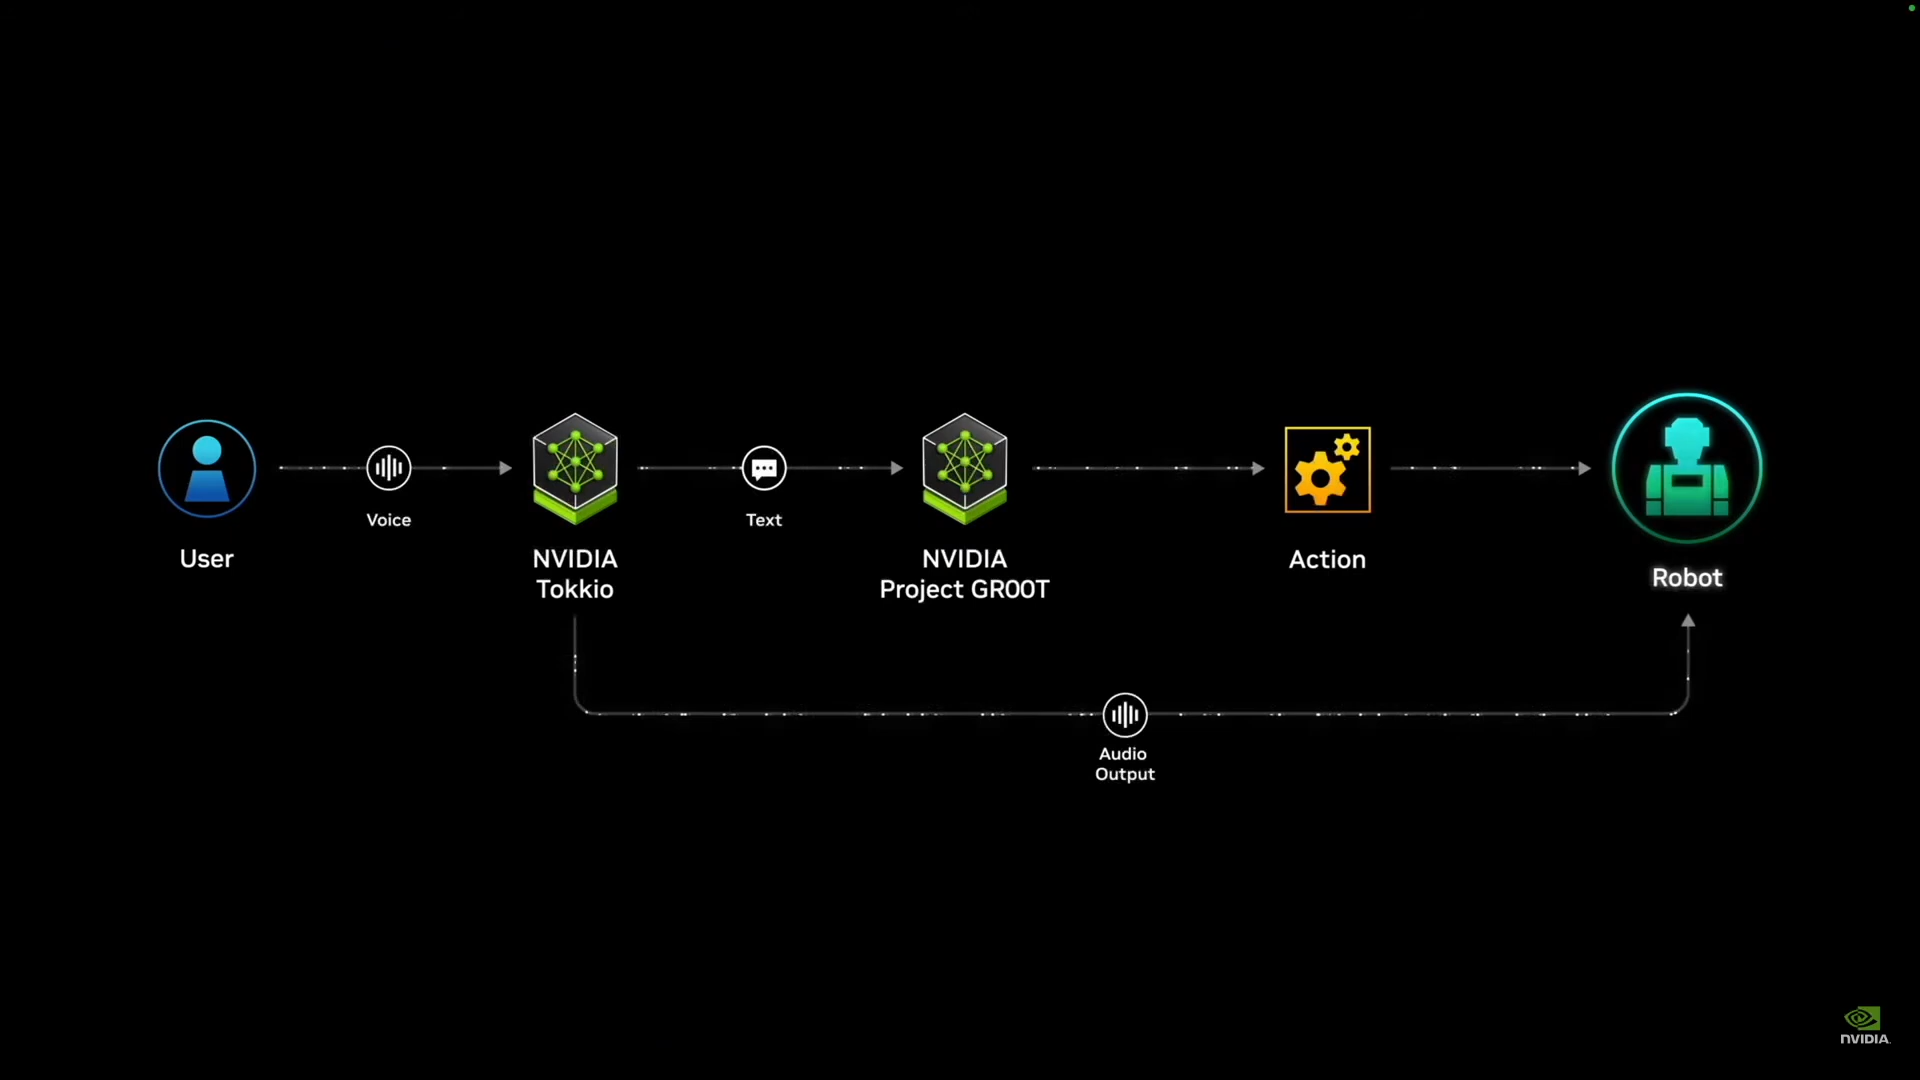 Voice
Text
User
NVIDIA
Tokkio
NVIDIA
Project GR00T
Action
Robot
Audio
Output
NVIDIA.